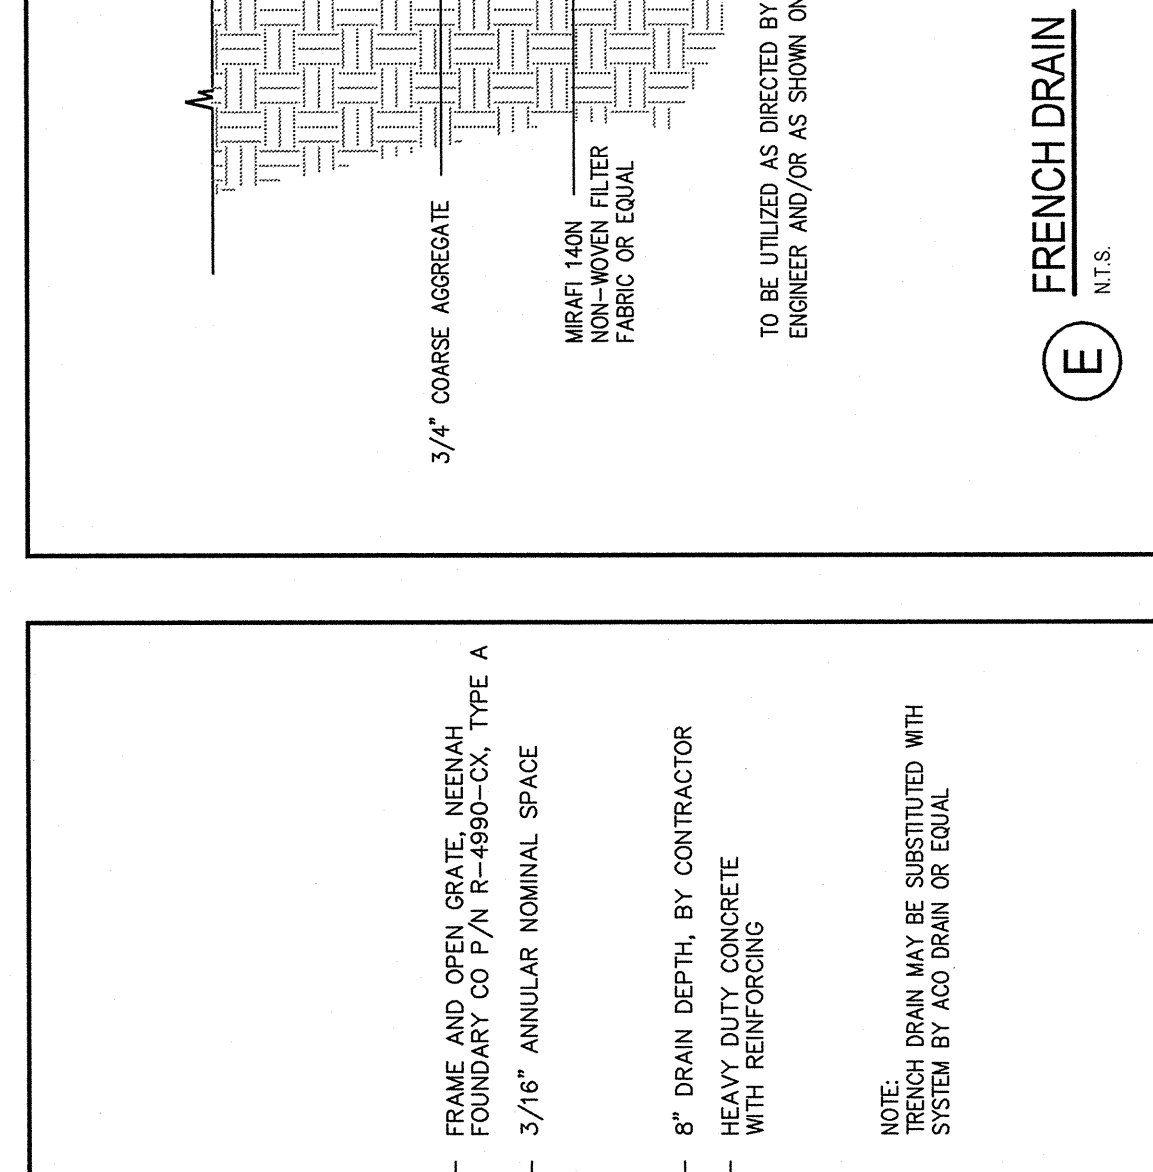 FRAME AND OPEN GRATE, NEENAH
FOUNDARY CO P/N R-4990-CX, TYPE A
3/16" ANNULAR NOMINAL SPACE
8" DRAIN DEPTH, BY CONTRACTOR
HEAVY DUTY CONCRETE
WITH REINFORCING
NOTE:
TRENCH DRAIN MAY BE SUBSTITUTED WITH
SYSTEM BY ACO DRAIN OR EQUAL
3/4" COARSE AGGREGATE
MIRAFI 140N
NON-WOVEN FILTER
FABRIC OR EQUAL
TO BE UTILIZED AS DIRECTED BY
ENGINEER AND/OR AS SHOWN ON
E
FRENCH DRAIN
N.T.S.